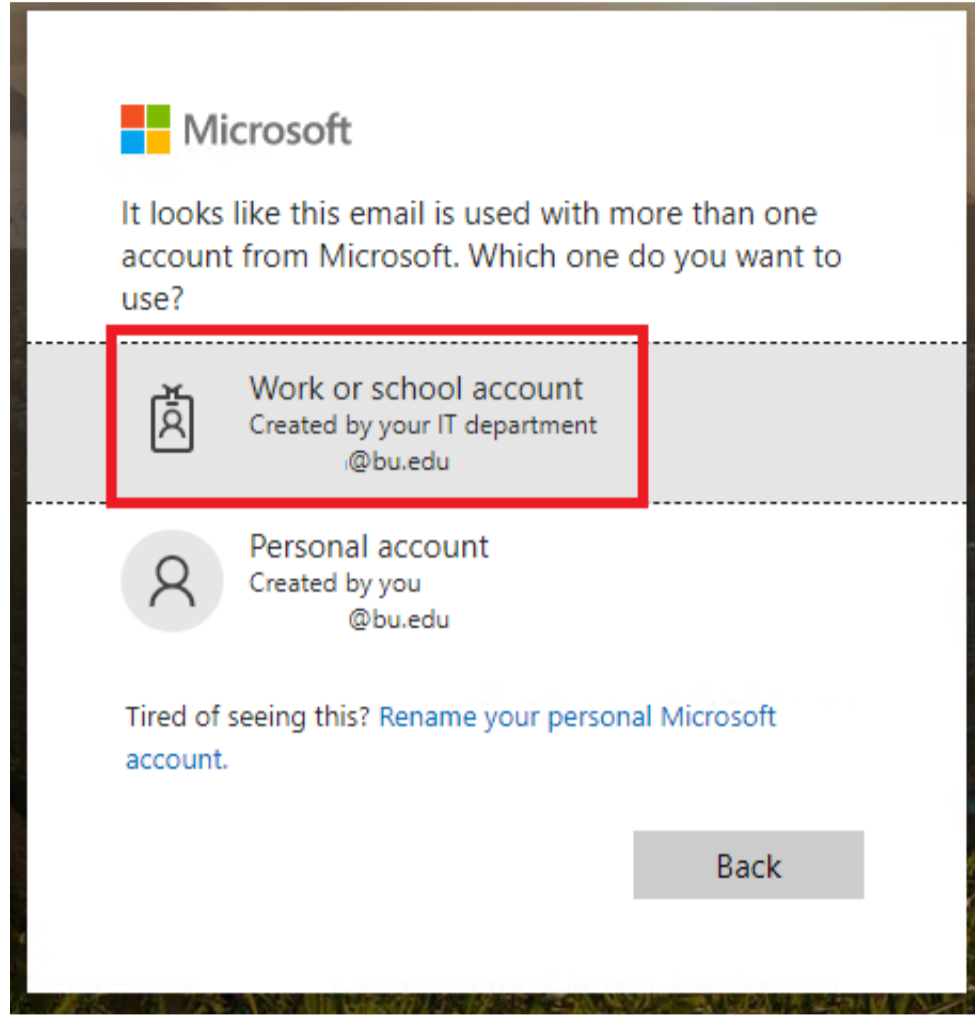 Microsoft
It looks like this email is used with more than one
account from Microsoft. Which one do you want to
use?
Work or school account
Created by your IT department
@bu.edu
Personal account
Created by you
@bu.edu
Tired of seeing this? Rename your personal Microsoft
account.
Back